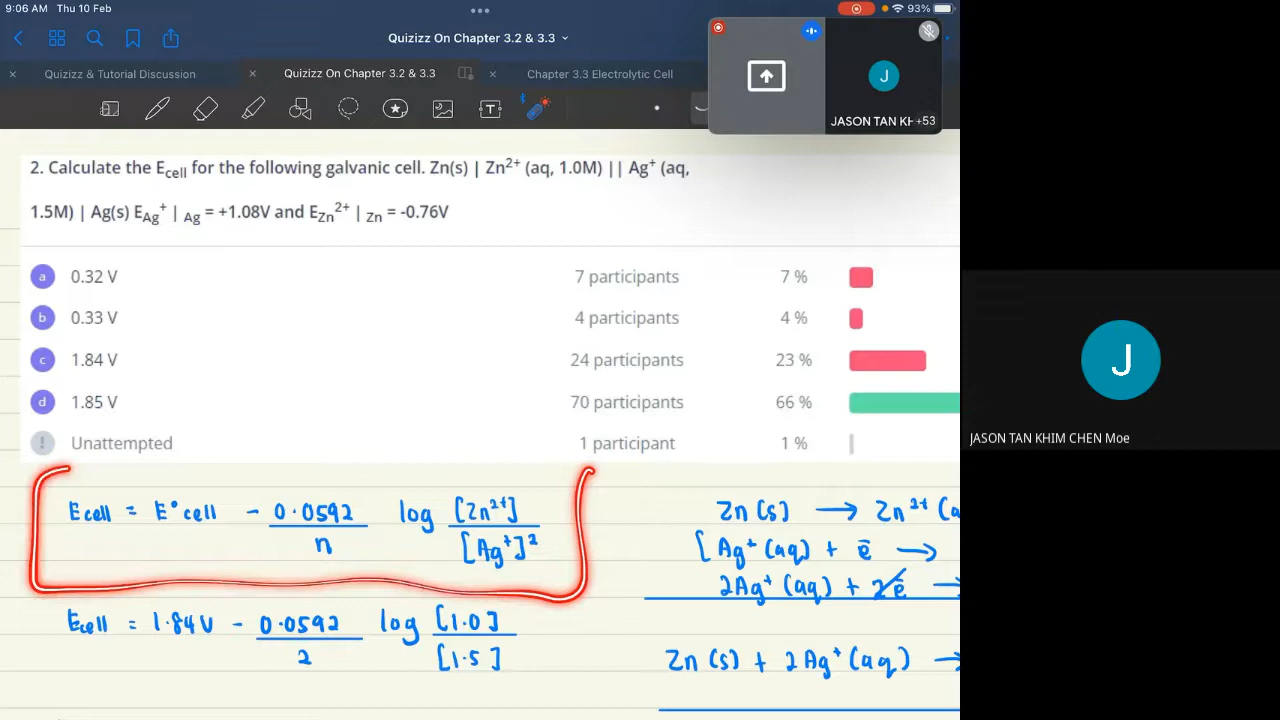 9:06 AM Thu 10 Feb
93%
Quizizz On Chapter 3.2 & 3.3
Quizizz & Tutorial Discussion
Quizizz On Chapter 3.2 & 3.3
Chapter 3.3 Electrolytic Cell
J
JASON TAN KH +53
2. Calculate the Ecell for the following galvanic cell. Zn(s) | Zn²⁺ (aq, 1.0M) || Ag⁺ (aq,
1.5M) | Ag(s) EAg⁺ | Ag = +1.08V and EZn²⁺ | Zn = -0.76V
a 0.32 V 7 participants 7 %
b 0.33 V 4 participants 4 %
c 1.84 V 24 participants 23 %
d 1.85 V 70 participants 66 %
! Unattempted 1 participant 1 %
Ecell = E°cell - 0.0592/n log [Zn²⁺]/[Ag⁺]²
Ecell = 1.84V - 0.0592/2 log [1.0]/[1.5]
Zn(s) → Zn²⁺(a
[Ag⁺(aq) + ē →
2Ag⁺(aq) + 2ē →
Zn(s) + 2Ag⁺(aq) →
J
JASON TAN KHIM CHEN Moe